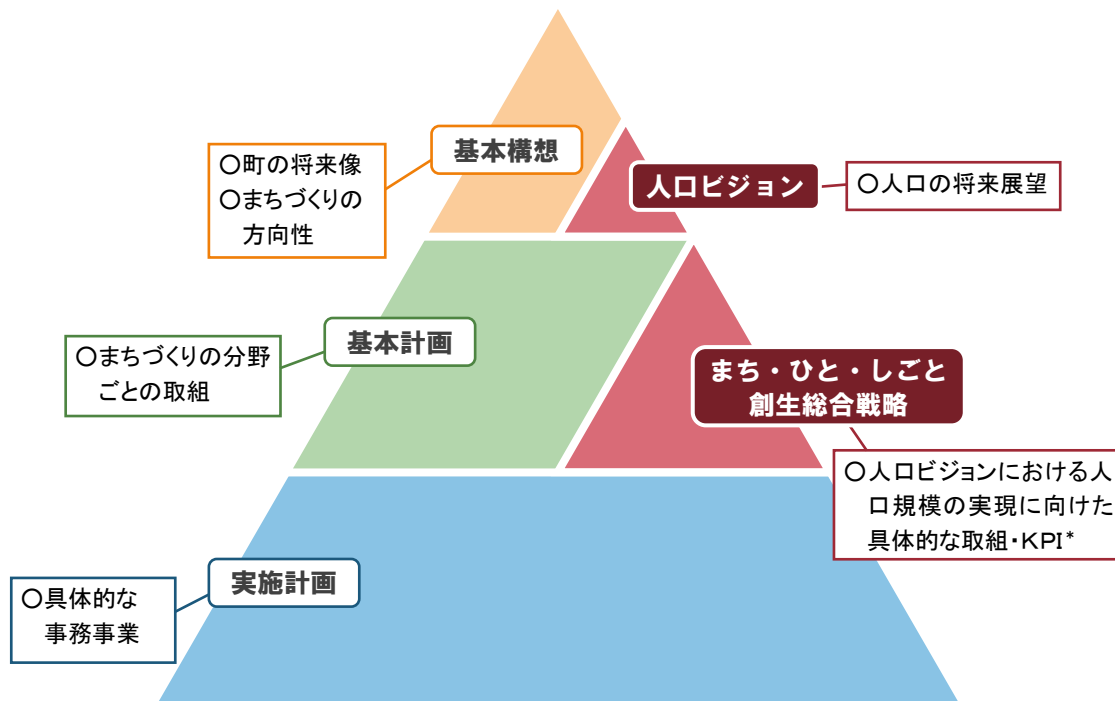 基本構想
〇町の将来像
〇まちづくりの
方向性
人口ビジョン
〇人口の将来展望
基本計画
〇まちづくりの分野
ごとの取組
まち・ひと・しごと
創生総合戦略
〇人口ビジョンにおける人
口規模の実現に向けた
具体的な取組・KPI*
実施計画
〇具体的な
事務事業